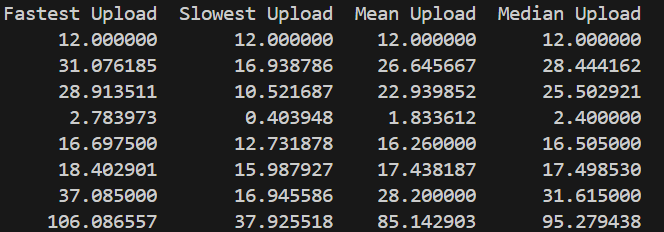 Fastest Upload  Slowest Upload  Mean Upload  Median Upload
12.000000  12.000000  12.000000  12.000000
31.076185  16.938786  26.645667  28.444162
28.913511  10.521687  22.939852  25.502921
2.783973  0.403948  1.833612  2.400000
16.697500  12.731878  16.260000  16.505000
18.402901  15.987927  17.438187  17.498530
37.085000  16.945586  28.200000  31.615000
106.086557  37.925518  85.142903  95.279438